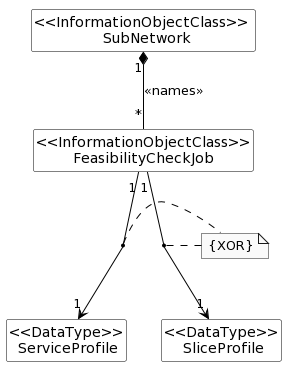 <<InformationObjectClass>>
SubNetwork
1
«names»
*
<<InformationObjectClass>>
FeasibilityCheckJob
1 1
{XOR}
1 1
<<DataType>> <<DataType>>
ServiceProfile SliceProfile